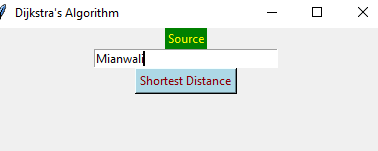 Dijkstra's Algorithm
Source
Mianwali
Shortest Distance